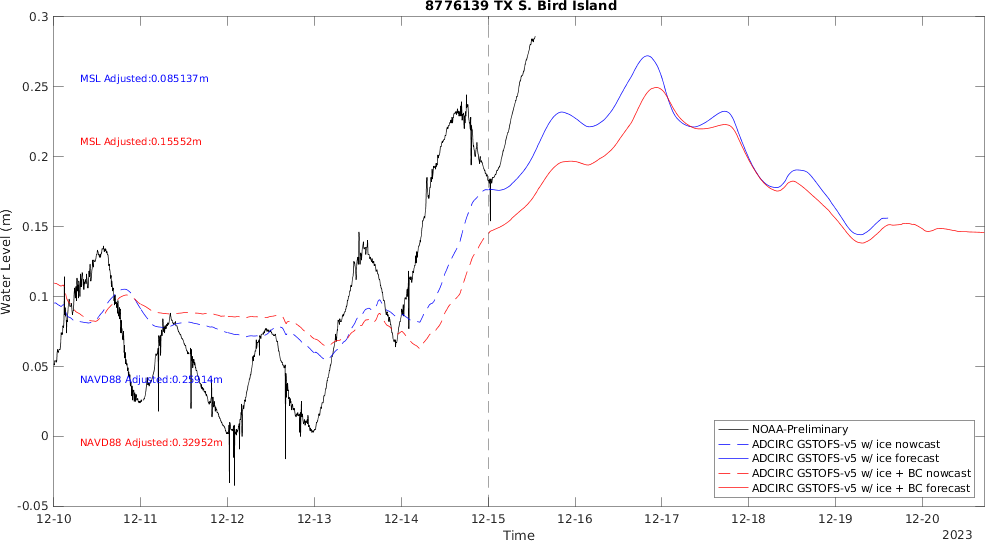 8776139 TX S. Bird Island
0.3
0.25
0.2
0.15
0.1
0.05
0
-0.05
Water Level (m)
MSL Adjusted:0.085137m
MSL Adjusted:0.15552m
NAVD88 Adjusted:0.25914m
NAVD88 Adjusted:0.32952m
NOAA-Preliminary
ADCIRC GSTOFS-v5 w/ ice nowcast
ADCIRC GSTOFS-v5 w/ ice forecast
ADCIRC GSTOFS-v5 w/ ice + BC nowcast
ADCIRC GSTOFS-v5 w/ ice + BC forecast
12-10 12-11 12-12 12-13 12-14 12-15 12-16 12-17 12-18 12-19 12-20
Time
2023